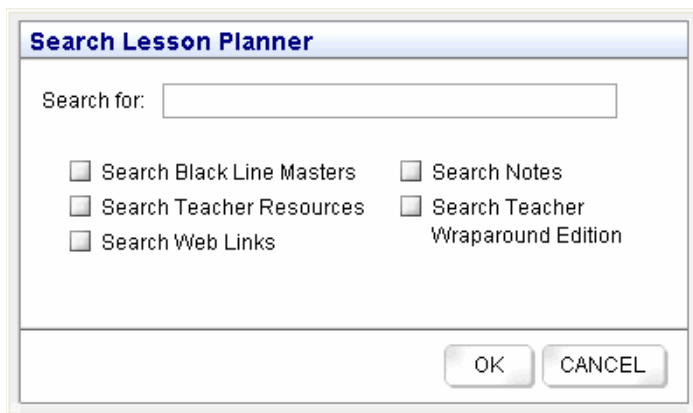 Search Lesson Planner
Search for:
Search Black Line Masters
Search Teacher Resources
Search Web Links
Search Notes
Search Teacher
Wraparound Edition
OK
CANCEL